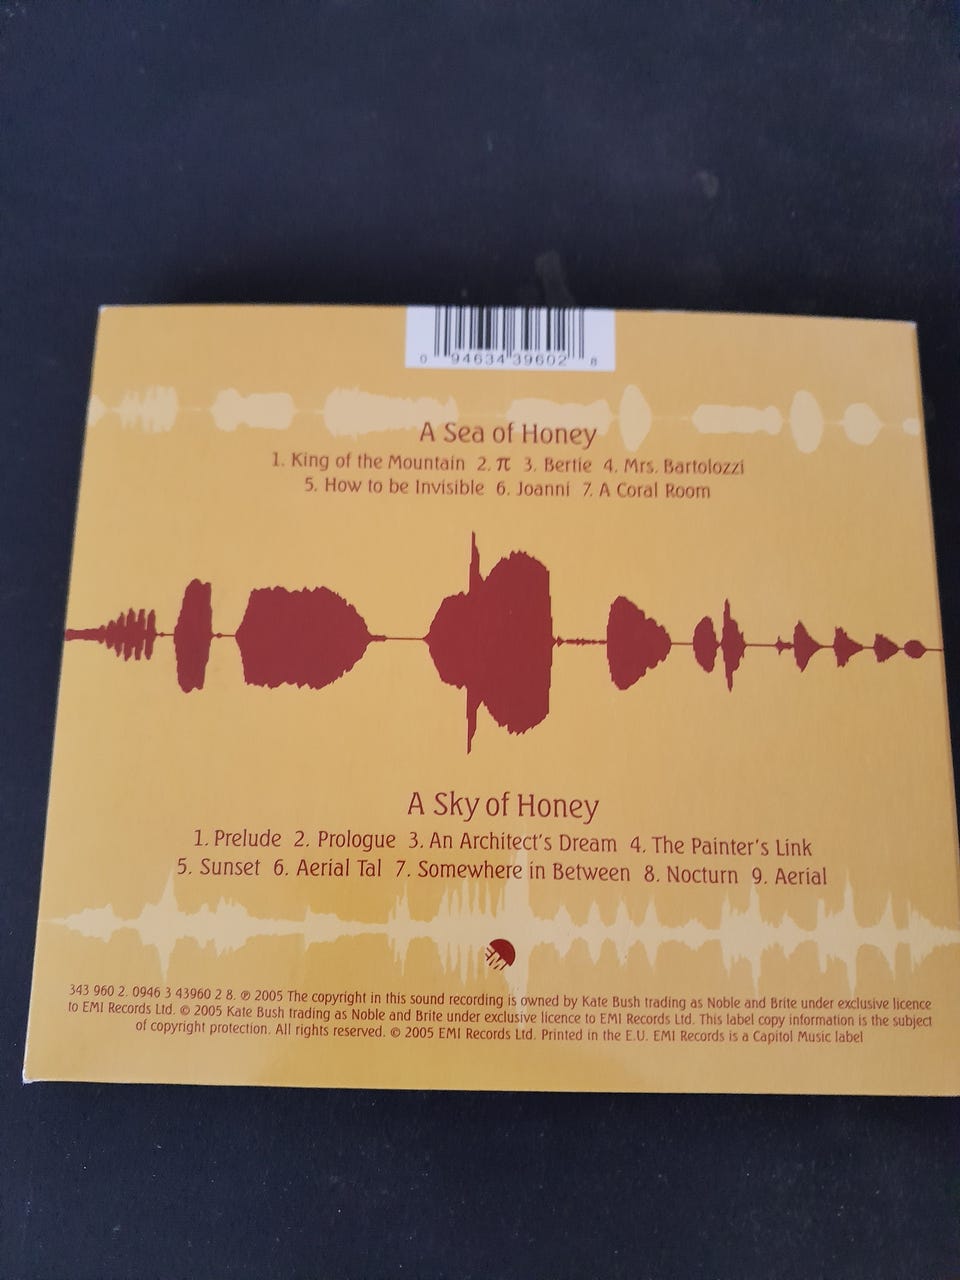 0 94634 39602 8
A Sea of Honey
1. King of the Mountain 2. π 3. Bertie 4. Mrs. Bartolozzi
5. How to be Invisible 6. Joanni 7. A Coral Room
A Sky of Honey
1. Prelude 2. Prologue 3. An Architect's Dream 4. The Painter's Link
5. Sunset 6. Aerial Tal 7. Somewhere in Between 8. Nocturn 9. Aerial
EMI
343 960 2. 0946 3 43960 2 8. ℗ 2005 The copyright in this sound recording is owned by Kate Bush trading as Noble and Brite under exclusive licence
to EMI Records Ltd. © 2005 Kate Bush trading as Noble and Brite under exclusive licence to EMI Records Ltd. This label copy information is the subject
of copyright protection. All rights reserved. © 2005 EMI Records Ltd. Printed in the E.U. EMI Records is a Capitol Music label